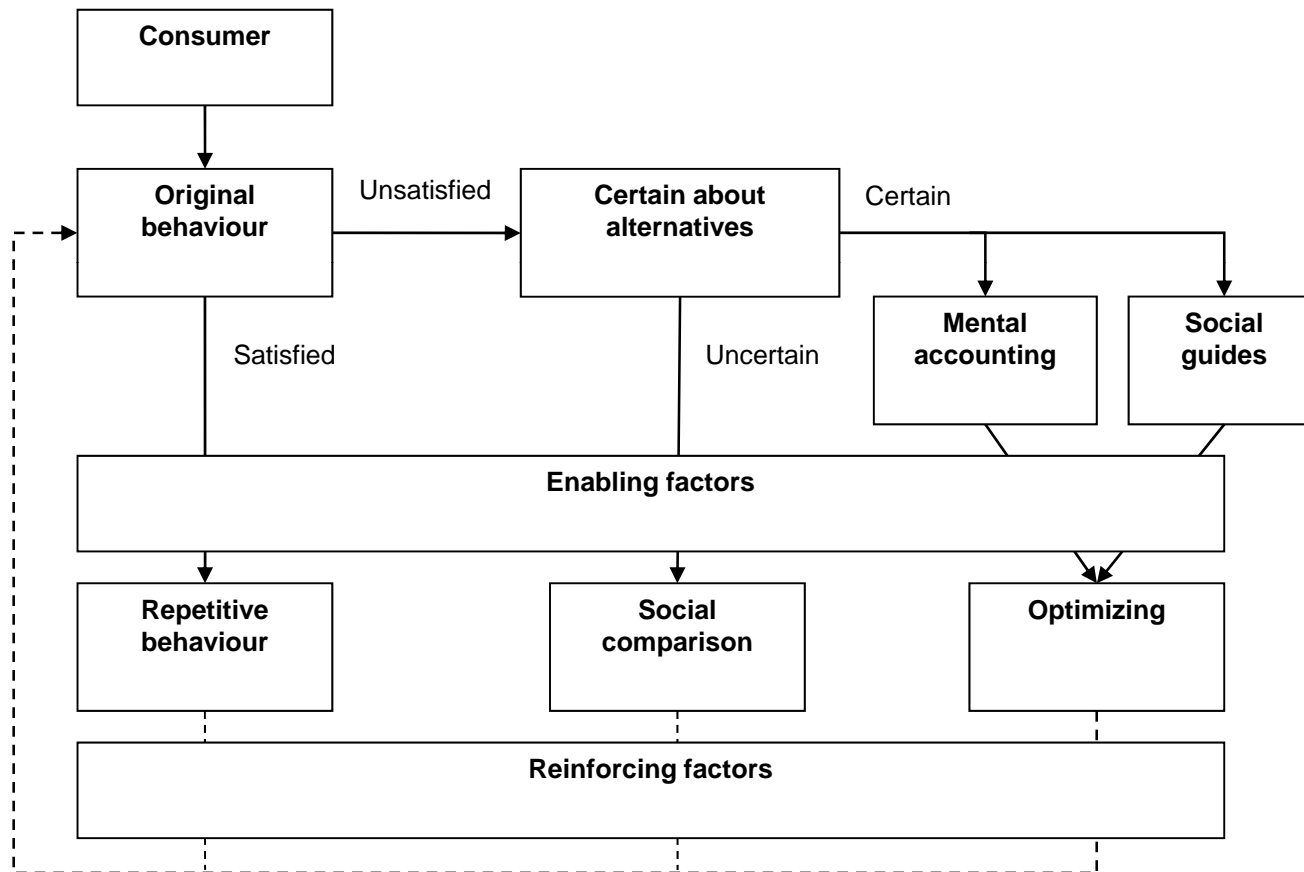 Consumer
Original
behaviour
Unsatisfied
Certain about
alternatives
Certain
Mental
accounting
Social
guides
Satisfied
Uncertain
Enabling factors
Repetitive
behaviour
Social
comparison
Optimizing
Reinforcing factors